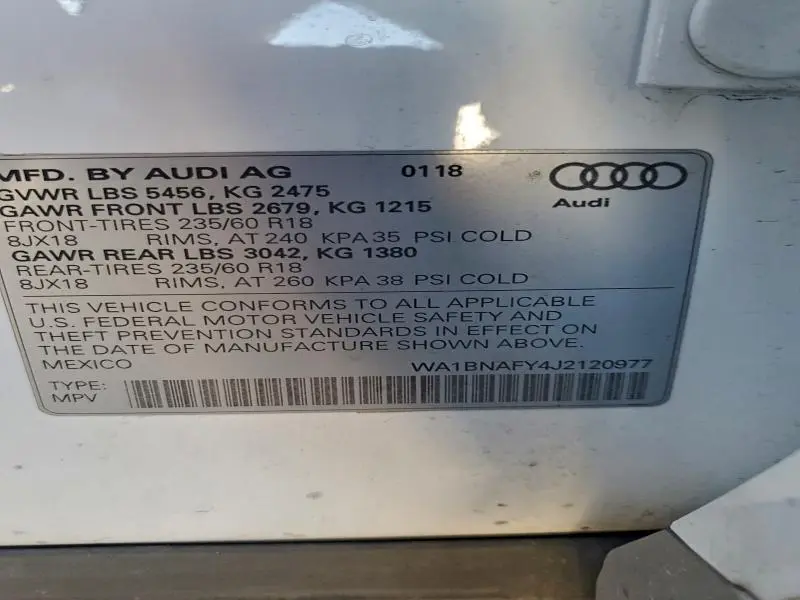 MFD. BY AUDI AG 0118
GVWR LBS 5456, KG 2475
GAWR FRONT LBS 2679, KG 1215
FRONT-TIRES 235/60 R18
8JX18 RIMS, AT 240 KPA 35 PSI COLD
GAWR REAR LBS 3042, KG 1380
REAR-TIRES 235/60 R18
8JX18 RIMS, AT 260 KPA 38 PSI COLD
Audi
THIS VEHICLE CONFORMS TO ALL APPLICABLE
U.S. FEDERAL MOTOR VEHICLE SAFETY AND
THEFT PREVENTION STANDARDS IN EFFECT ON
THE DATE OF MANUFACTURE SHOWN ABOVE.
MEXICO WA1BNAFY4J2120977
TYPE:
MPV